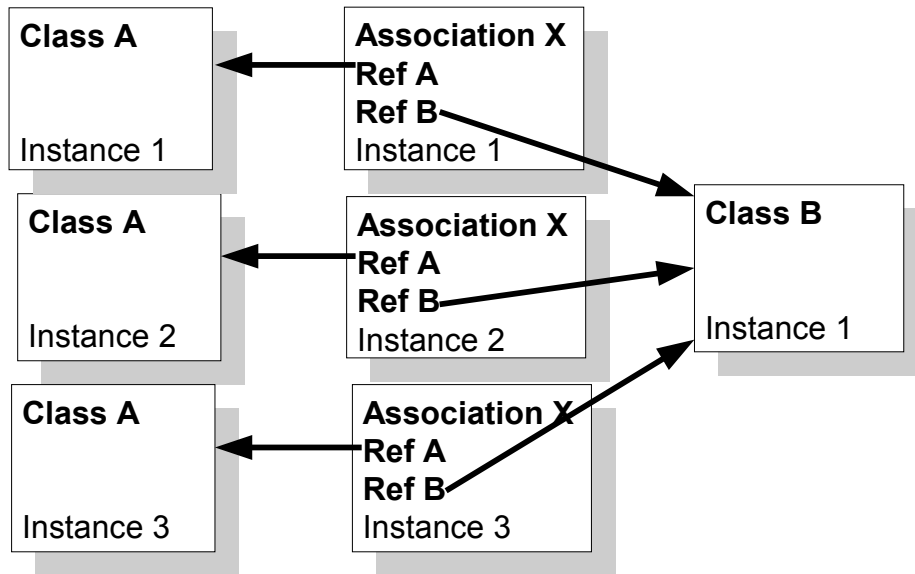 Class A
Instance 1
Association X
Ref A
Ref B
Instance 1
Class A
Instance 2
Association X
Ref A
Ref B
Instance 2
Class A
Instance 3
Association X
Ref A
Ref B
Instance 3
Class B
Instance 1